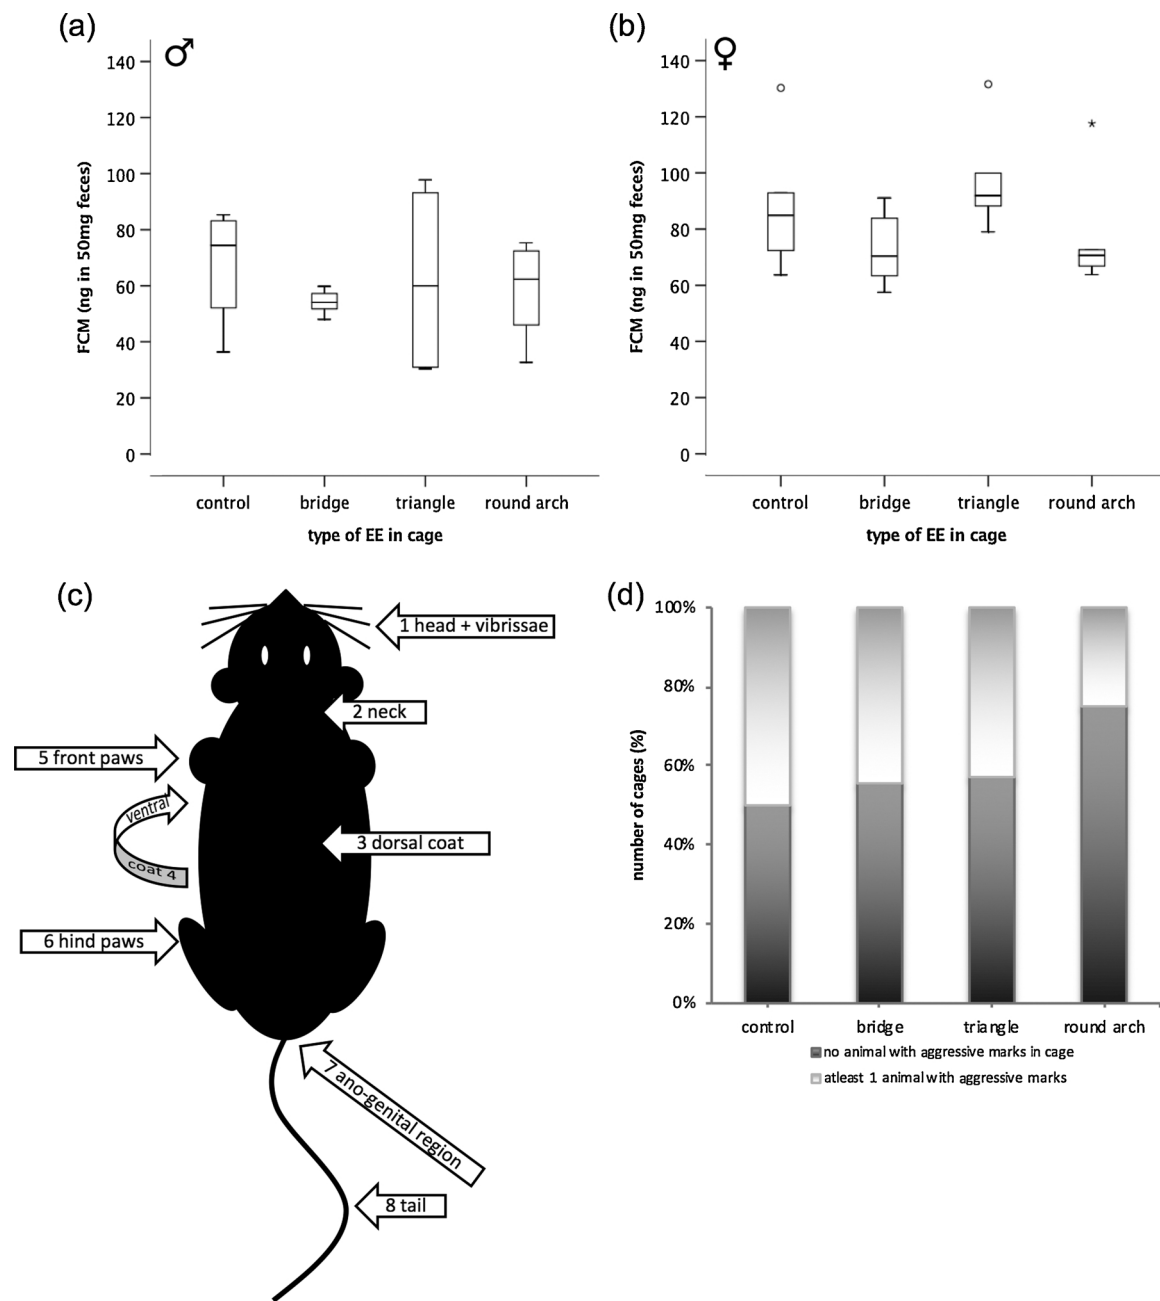 (a)
♂
140
120
100
80
60
40
20
0
FCM (ng in 50mg feces)
control bridge triangle round arch
type of EE in cage
(b)
♀
140
120
100
80
60
40
20
0
FCM (ng in 50mg feces)
*
control bridge triangle round arch
type of EE in cage
(c)
1 head + vibrissae
2 neck
5 front paws
ventral
3 dorsal coat
coat 4
6 hind paws
7 ano-genital region
8 tail
(d)
100%
80%
60%
40%
20%
0%
number of cages (%)
control bridge triangle round arch
no animal with aggressive marks in cage
atleast 1 animal with aggressive marks